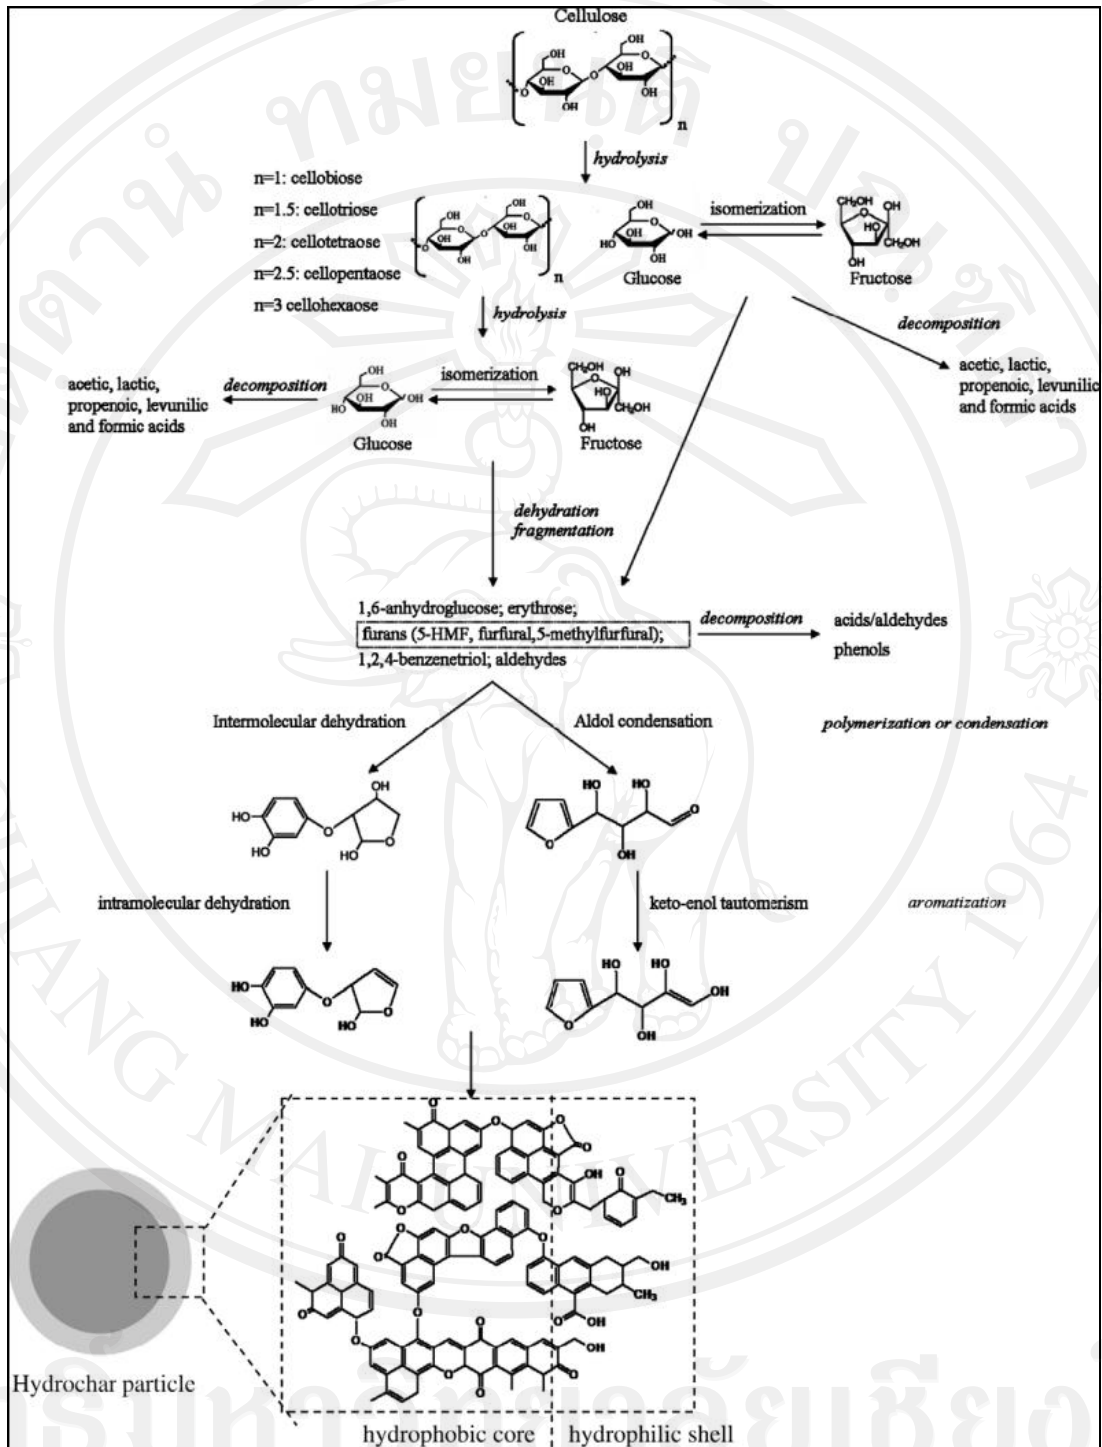 Cellulose
n
hydrolysis
n=1: cellobiose
n=1.5: cellotriose
n=2: cellotetraose
n=2.5: cellopentaose
n=3 cellohexaose
n
Glucose
isomerization
Fructose
hydrolysis
decomposition
acetic, lactic,
propenoic, levunilic
and formic acids
acetic, lactic,
propenoic, levunilic
and formic acids
decomposition
Glucose
isomerization
Fructose
dehydration
fragmentation
1,6-anhydroglucose; erythrose;
furans (5-HMF, furfural,5-methylfurfural);
1,2,4-benzenetriol; aldehydes
decomposition
acids/aldehydes
phenols
Intermolecular dehydration
Aldol condensation
polymerization or condensation
intramolecular dehydration
keto-enol tautomerism
aromatization
Hydrochar particle
hydrophobic core
hydrophilic shell
CHIANG MAI UNIVERSITY 1964